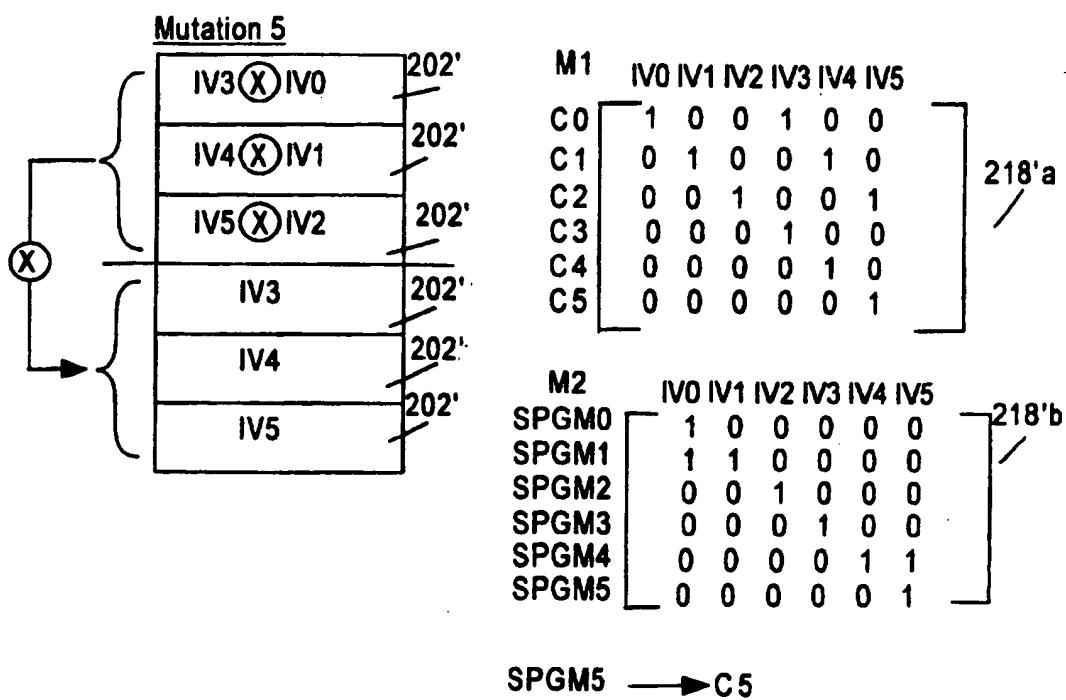 Mutation 5
IV3 Ⓧ IV0 202'
IV4 Ⓧ IV1 202'
IV5 Ⓧ IV2 202'
Ⓧ
IV3 202'
IV4 202'
IV5 202'
M1
IV0 IV1 IV2 IV3 IV4 IV5
C0 1 0 0 1 0 0
C1 0 1 0 0 1 0
C2 0 0 1 0 0 1
C3 0 0 0 1 0 0
C4 0 0 0 0 1 0
C5 0 0 0 0 0 1
218'a
M2
IV0 IV1 IV2 IV3 IV4 IV5
SPGM0 1 0 0 0 0 0
SPGM1 1 1 0 0 0 0
SPGM2 0 0 1 0 0 0
SPGM3 0 0 0 1 0 0
SPGM4 0 0 0 0 1 1
SPGM5 0 0 0 0 0 1
218'b
SPGM5 → C5